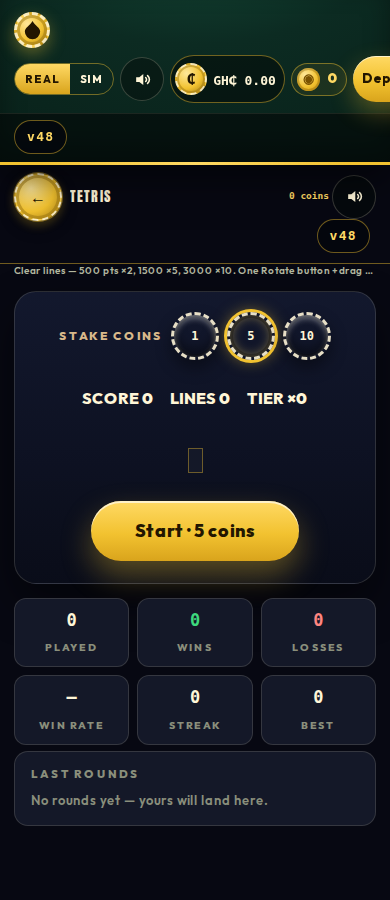 REAL SIM GH₵ 0.00 0 Dep
v48
← TETRIS 0 coins
v48
Clear lines — 500 pts ×2, 1500 ×5, 3000 ×10. One Rotate button + drag ...
STAKE COINS 1 5 10
SCORE 0 LINES 0 TIER ×0
Start · 5 coins
0 0 0
PLAYED WINS LOSSES
— 0 0
WIN RATE STREAK BEST
LAST ROUNDS
No rounds yet — yours will land here.